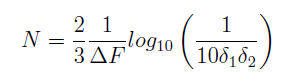 N = \frac{2}{3} \frac{1}{\Delta F} log_{10} \left( \frac{1}{10\delta_1\delta_2} \right)